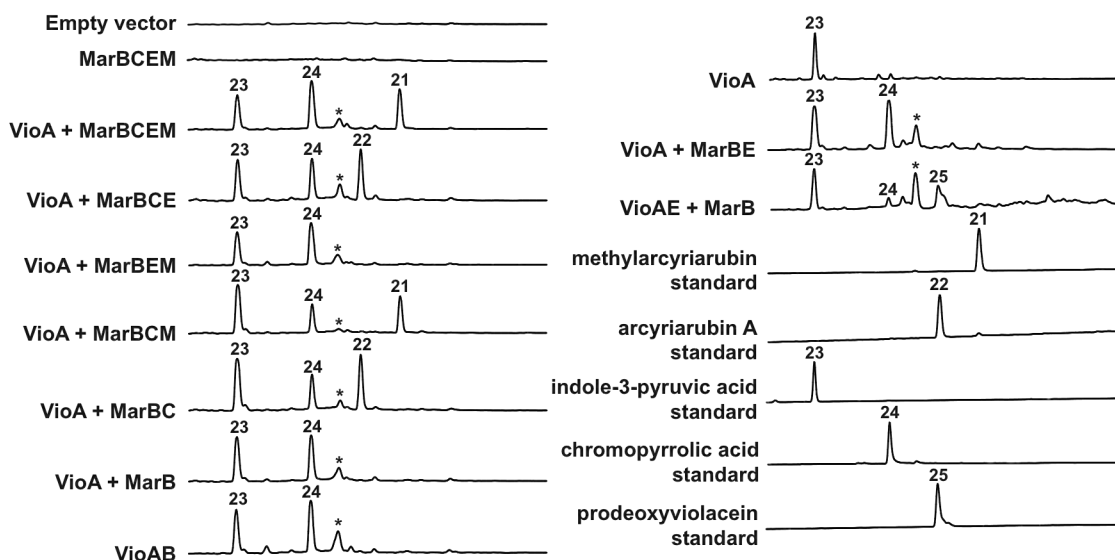 Empty vector
MarBCEM
23 24 * 21
VioA + MarBCEM
23 24 * 22
VioA + MarBCE
23 24 *
VioA + MarBEM
23 24 * 21
VioA + MarBCM
23 24 * 22
VioA + MarBC
23 24 *
VioA + MarB
23 24 *
VioAB
23
VioA
23 24 *
VioA + MarBE
23 24 * 25
VioAE + MarB
21
methylarcyriarubin
standard
22
arcyriarubin A
standard
23
indole-3-pyruvic acid
standard
24
chromopyrrolic acid
standard
25
prodeoxyviolacein
standard